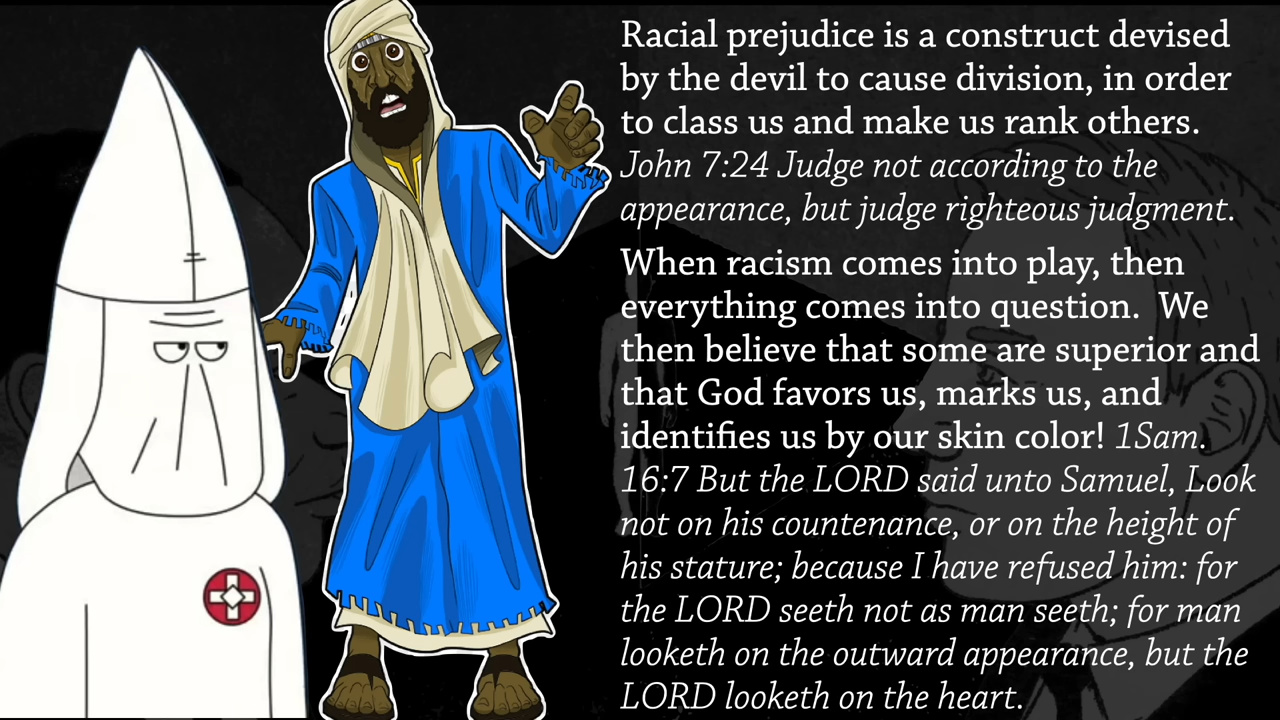 Racial prejudice is a construct devised
by the devil to cause division, in order
to class us and make us rank others.
John 7:24 Judge not according to the
appearance, but judge righteous judgment.
When racism comes into play, then
everything comes into question.  We
then believe that some are superior and
that God favors us, marks us, and
identifies us by our skin color! 1Sam.
16:7 But the LORD said unto Samuel, Look
not on his countenance, or on the height of
his stature; because I have refused him: for
the LORD seeth not as man seeth; for man
looketh on the outward appearance, but the
LORD looketh on the heart.